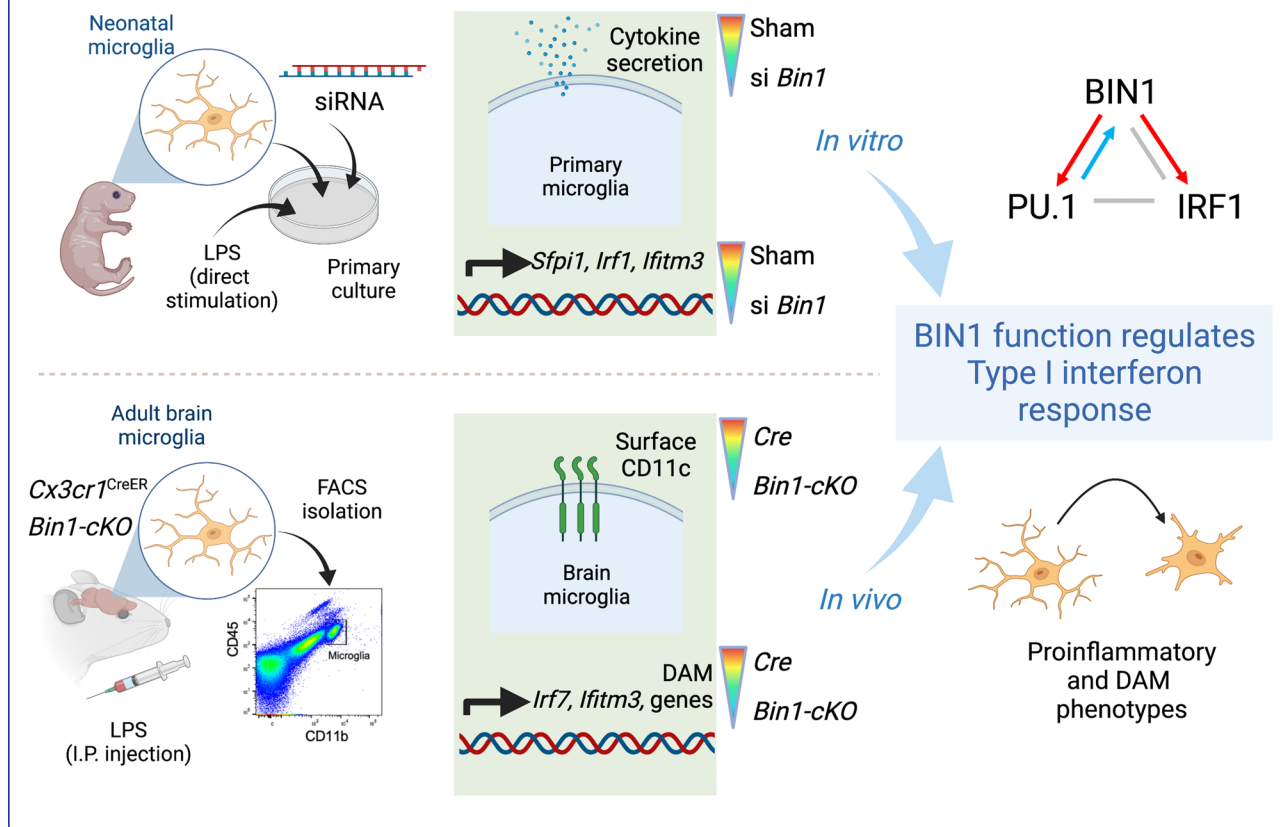 Neonatal
microglia
siRNA
LPS
(direct
stimulation)
Primary
culture
Cytokine
secretion
Primary
microglia
Sfpi1, Irf1, Ifitm3
Sham
si Bin1
Sham
si Bin1
In vitro
BIN1
PU.1
IRF1
BIN1 function regulates
Type I interferon
response
Adult brain
microglia
Cx3cr1CreER
Bin1-cKO
FACS
isolation
CD45
Microglia
CD11b
LPS
(I.P. injection)
Surface
CD11c
Brain
microglia
DAM
Irf7, Ifitm3, genes
Cre
Bin1-cKO
Cre
Bin1-cKO
In vivo
Proinflammatory
and DAM
phenotypes